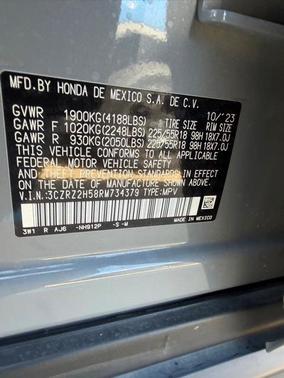 MFD.BY HONDA DE MEXICO S.A. DE C.V. 10/'23
GVWR 1900KG(4188LBS) TIRE SIZE RIM SIZE
GAWR F 1020KG(2248LBS) 225/55R18 98H 18X7.0J
GAWR R 930KG(2050LBS) 225/55R18 98H 18X7.0J
THIS VEHICLE CONFORMS TO ALL APPLICABLE
FEDERAL MOTOR VEHICLE SAFETY
STANDARDS IN EFFECT ON THE DATE OF
MANUFACTURE SHOWN ABOVE.
V.I.N.:3CZRZ2H58RM734379 TYPE:MPV
3W1 R AJ6 -NH912P -S -M MADE IN MEXICO